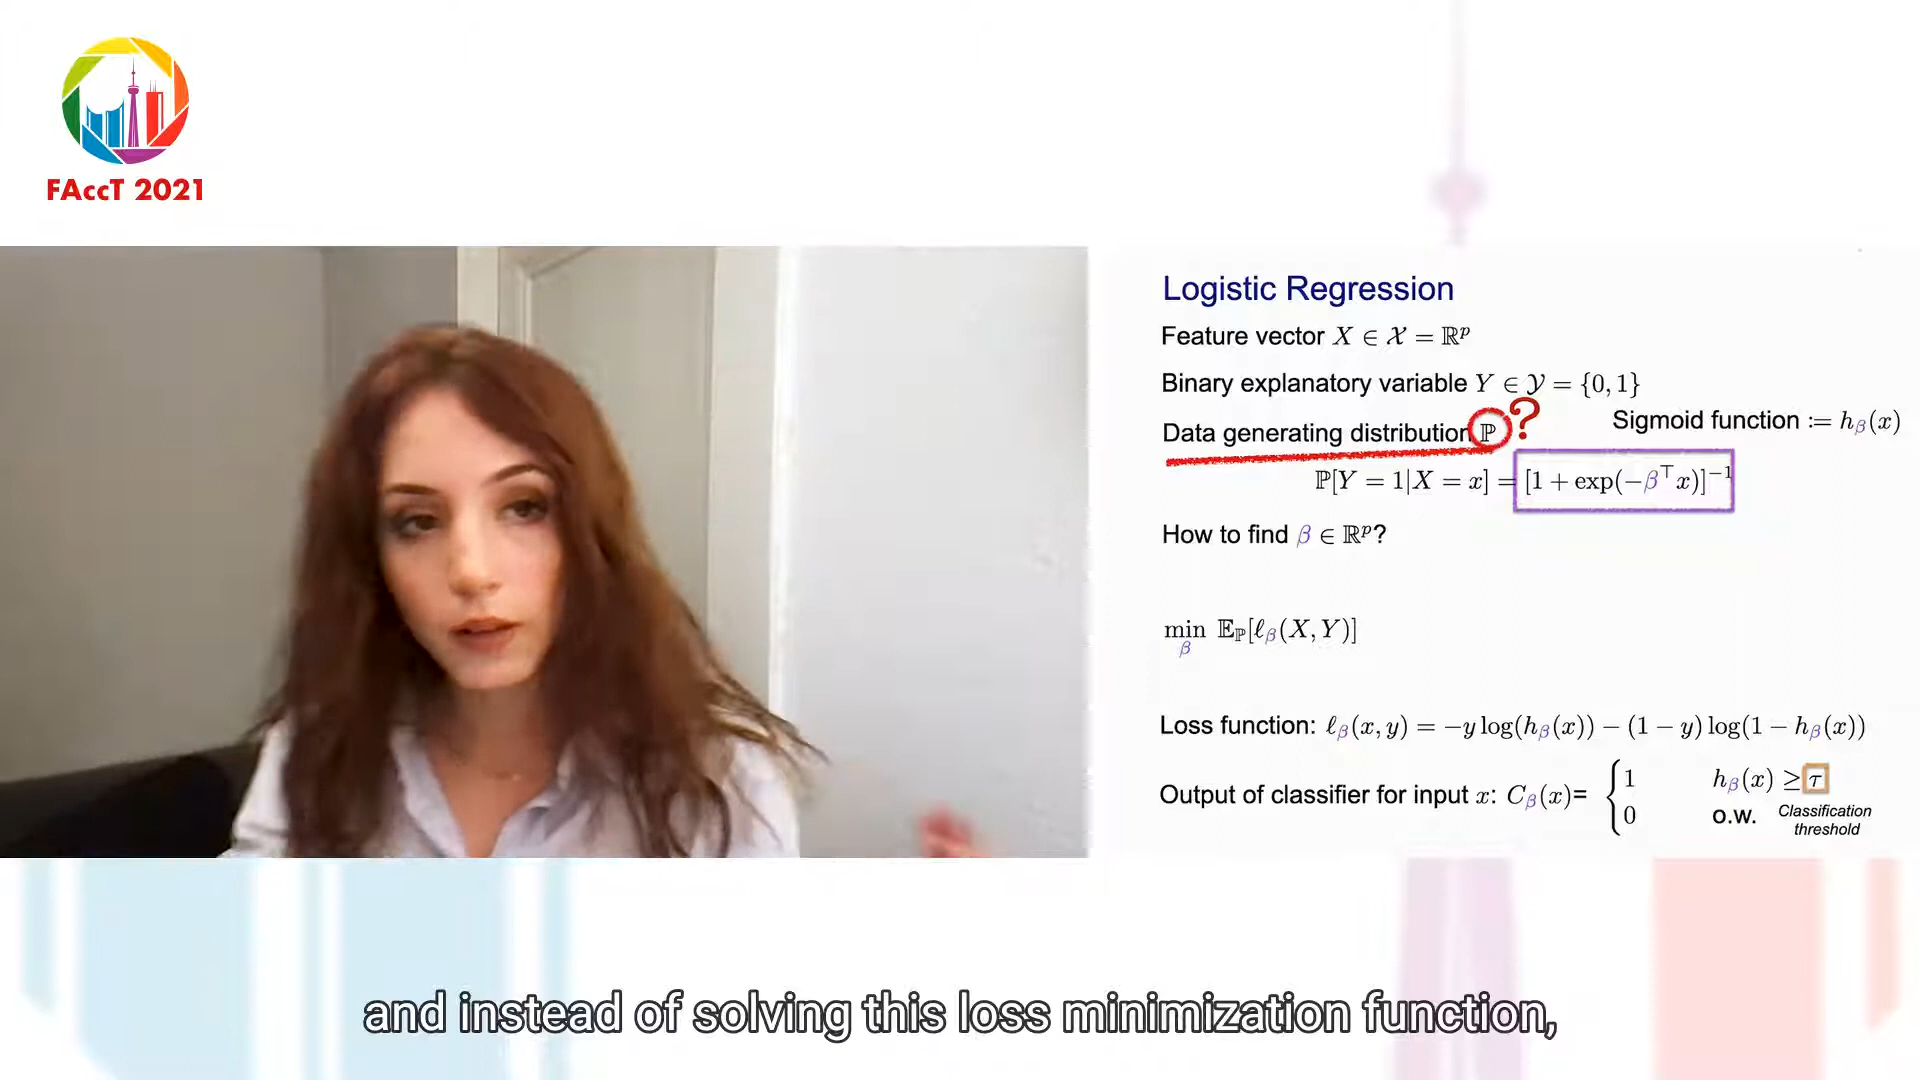 FAccT 2021
Logistic Regression
Feature vector X ∈ 𝒳 = ℝᵖ
Binary explanatory variable Y ∈ 𝒴 = {0, 1}
Data generating distribution ℙ ?
Sigmoid function := h_β(x)
ℙ[Y = 1|X = x] = [1 + exp(−β^⊤x)]^−1
How to find β ∈ ℝᵖ?
min_β 𝔼_ℙ[ℓ_β(X, Y)]
Loss function: ℓ_β(x, y) = −y log(h_β(x)) − (1 − y) log(1 − h_β(x))
Output of classifier for input x: C_β(x)= { 1 h_β(x) ≥ τ
0 o.w. Classification
threshold
and instead of solving this loss minimization function,